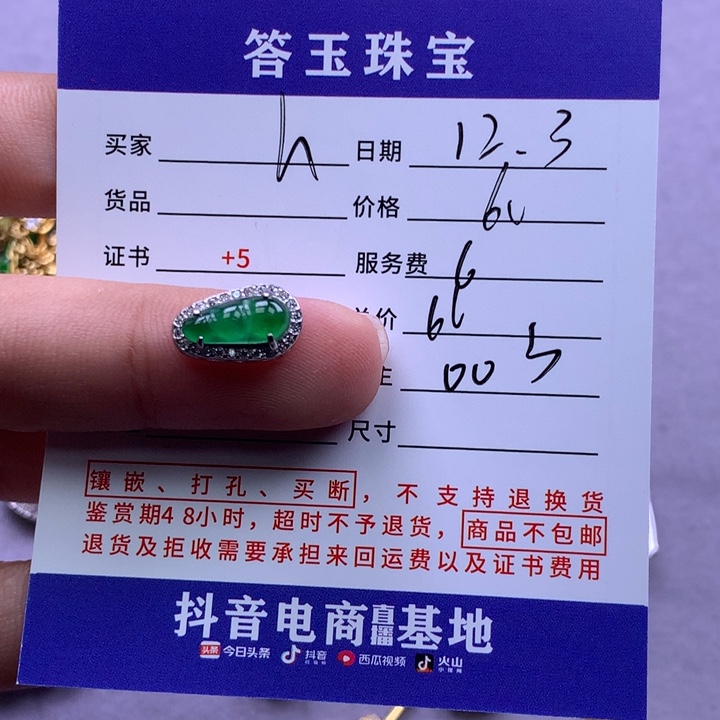 答玉珠宝
买家 h 日期 12.3
货品 价格 60
证书 +5 服务费 6
价 66
主 00
尺寸
镶嵌、打孔、买断，不支持退换货
鉴赏期48小时，超时不予退货，商品不包邮
退货及拒收需要承担来回运费以及证书费用
抖音电商直播基地
头条 今日头条 抖音 西瓜视频 火山